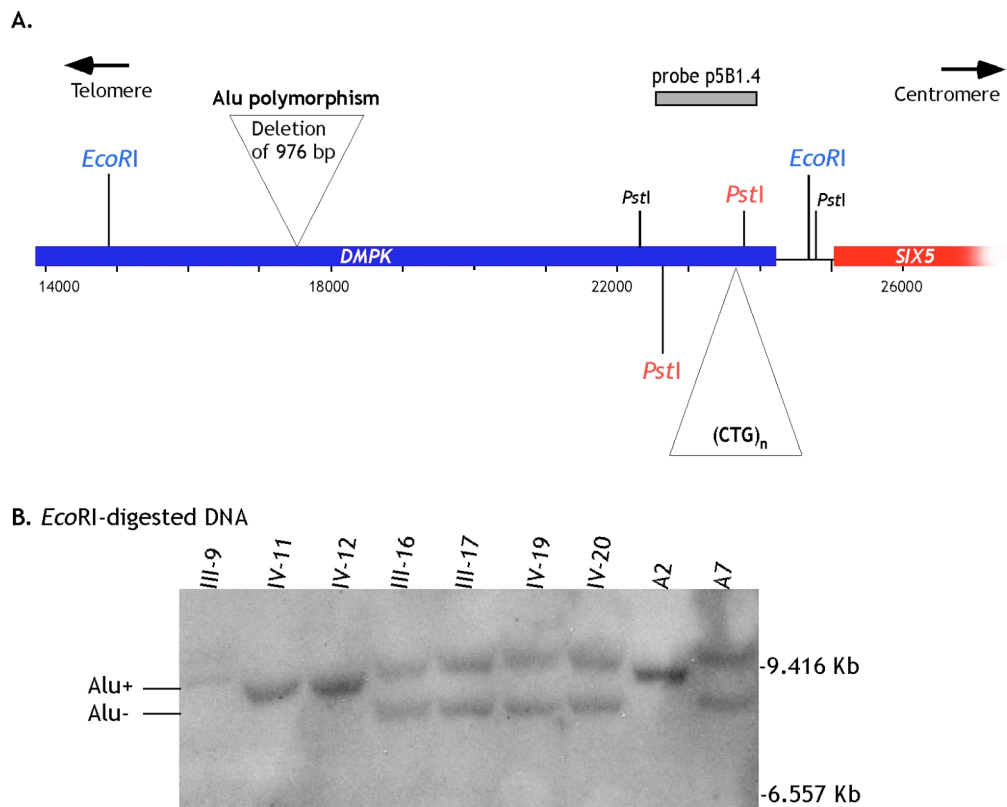 A.
Telomere
Alu polymorphism
Deletion
of 976 bp
probe p5B1.4
Centromere
EcoRI
EcoRI
PstI
PstI
PstI
DMPK
SIX5
14000
18000
22000
26000
PstI
(CTG)n
B. EcoRI-digested DNA
III-9
IV-11
IV-12
III-16
III-17
IV-19
IV-20
A2
A7
Alu+
Alu-
-9.416 Kb
-6.557 Kb